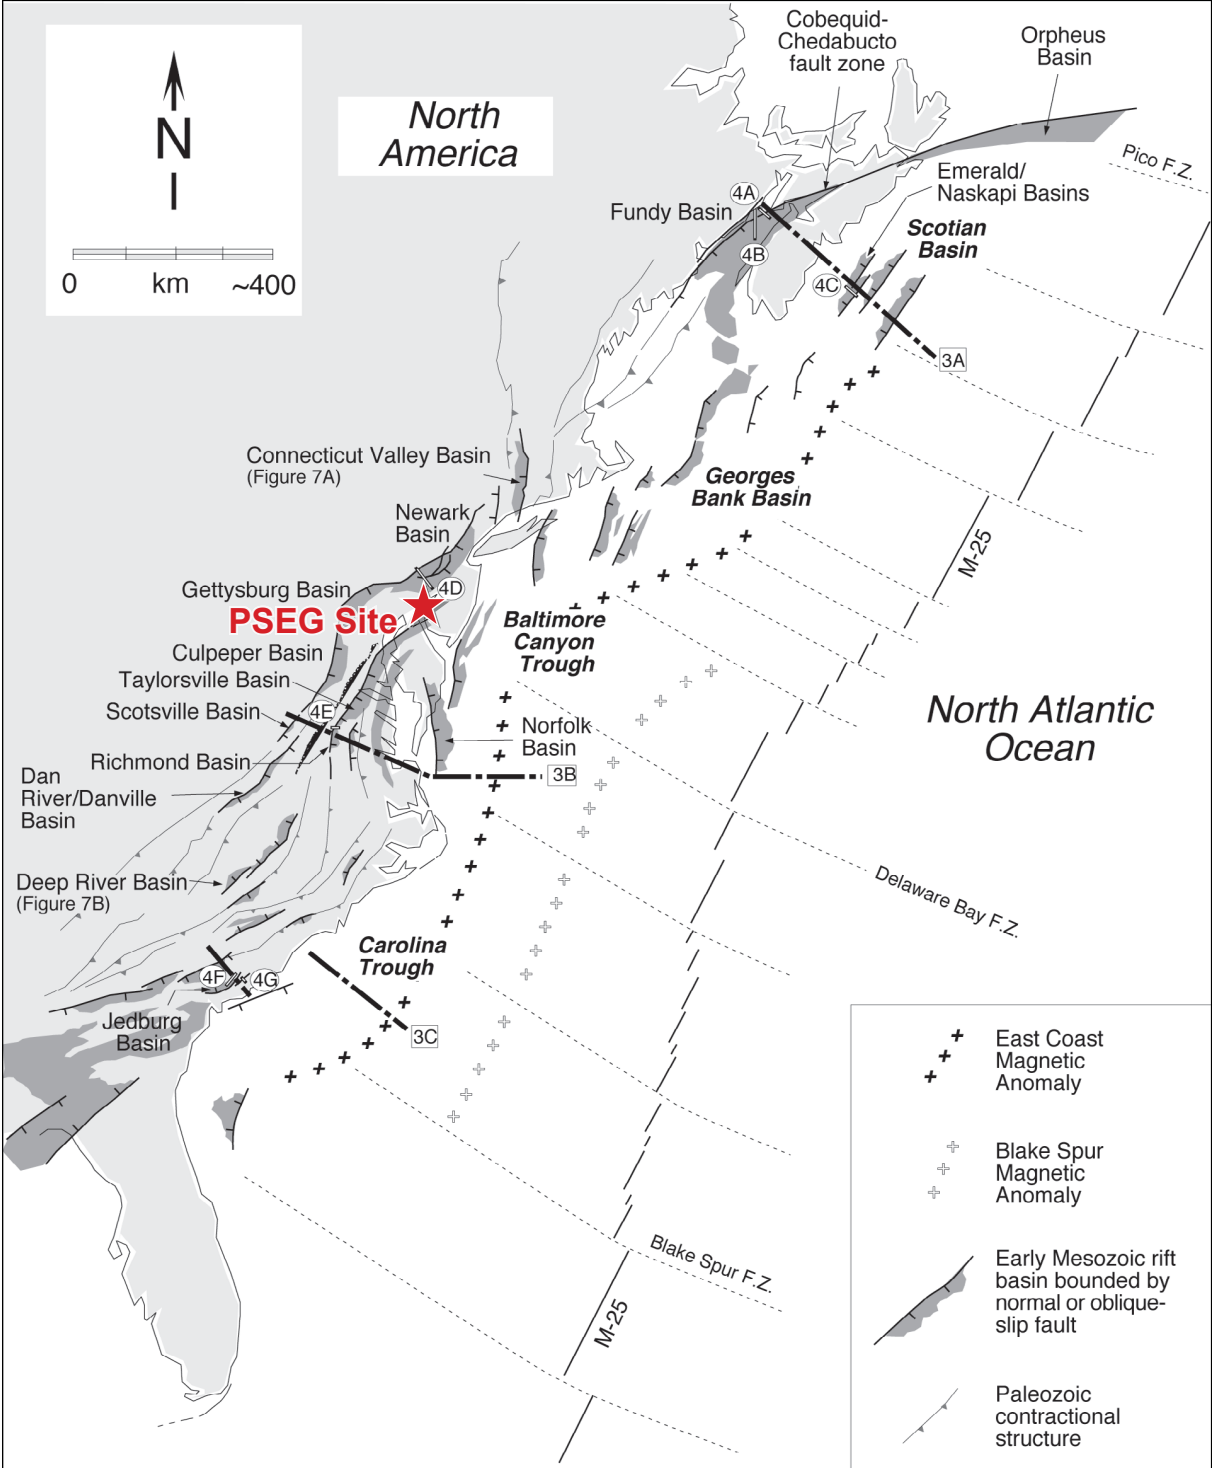 Cobequid-
Chedabucto
fault zone
Orpheus
Basin
North
America
N
0 km ~400
Pico F.Z.
Emerald/
Naskapi Basins
4A
Fundy Basin
4B
4C
Scotian
Basin
3A
Connecticut Valley Basin
(Figure 7A)
Georges
Bank Basin
Newark
Basin
M-25
Gettysburg Basin
4D
PSEG Site
Baltimore
Canyon
Trough
Culpeper Basin
Taylorsville Basin
Scotsville Basin
4E
North Atlantic
Ocean
Norfolk
Basin
Richmond Basin
3B
Dan
River/Danville
Basin
Deep River Basin
(Figure 7B)
Delaware Bay F.Z.
Carolina
Trough
4F
4G
Jedburg
Basin
3C
East Coast
Magnetic
Anomaly
Blake Spur
Magnetic
Anomaly
Blake Spur F.Z.
M-25
Early Mesozoic rift
basin bounded by
normal or oblique-
slip fault
Paleozoic
contractional
structure